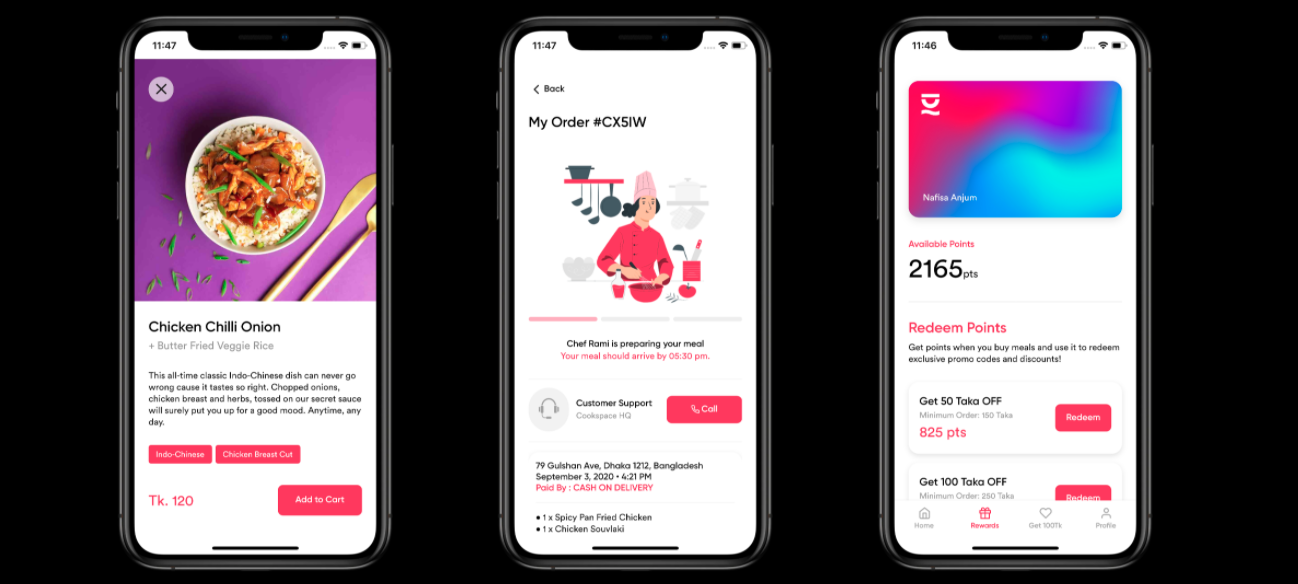 11:47
Chicken Chilli Onion
+ Butter Fried Veggie Rice
This all-time classic Indo-Chinese dish can never go
wrong cause it tastes so right. Chopped onions,
chicken breast and herbs, tossed on our secret sauce
will surely put you up for a good mood. Anytime, any
day.
Indo-Chinese
Chicken Breast Cut
Tk. 120
Add to Cart
11:47
Back
My Order #CX5IW
Chef Rami is preparing your meal
Your meal should arrive by 05:30 pm.
Customer Support
Cookspace HQ
Call
79 Gulshan Ave, Dhaka 1212, Bangladesh
September 3, 2020 • 4:21 PM
Paid By : CASH ON DELIVERY
• 1 x Spicy Pan Fried Chicken
• 1 x Chicken Souvlaki
11:46
Nafisa Anjum
Available Points
2165pts
Redeem Points
Get points when you buy meals and use it to redeem
exclusive promo codes and discounts!
Get 50 Taka OFF
Minimum Order: 150 Taka
825 pts
Redeem
Get 100 Taka OFF
Minimum Order: 250 Taka
Redeem
Home
Rewards
Get 100Tk
Profile